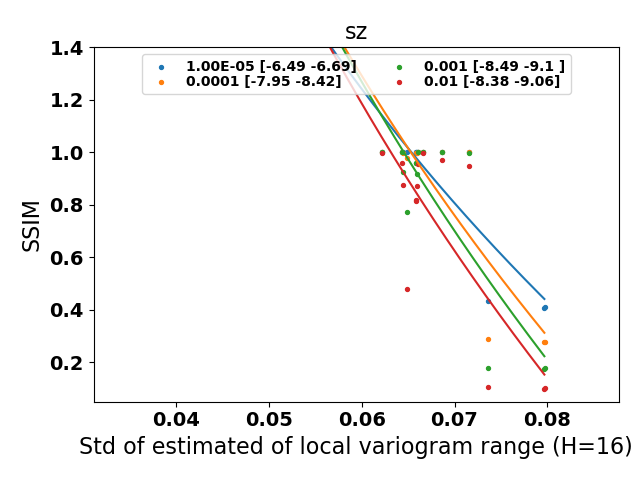 sz
1.4
1.2
1.0
0.8
0.6
0.4
0.2
SSIM
1.00E-05 [-6.49 -6.69]
0.0001 [-7.95 -8.42]
0.001 [-8.49 -9.1 ]
0.01 [-8.38 -9.06]
0.04 0.05 0.06 0.07 0.08
Std of estimated of local variogram range (H=16)